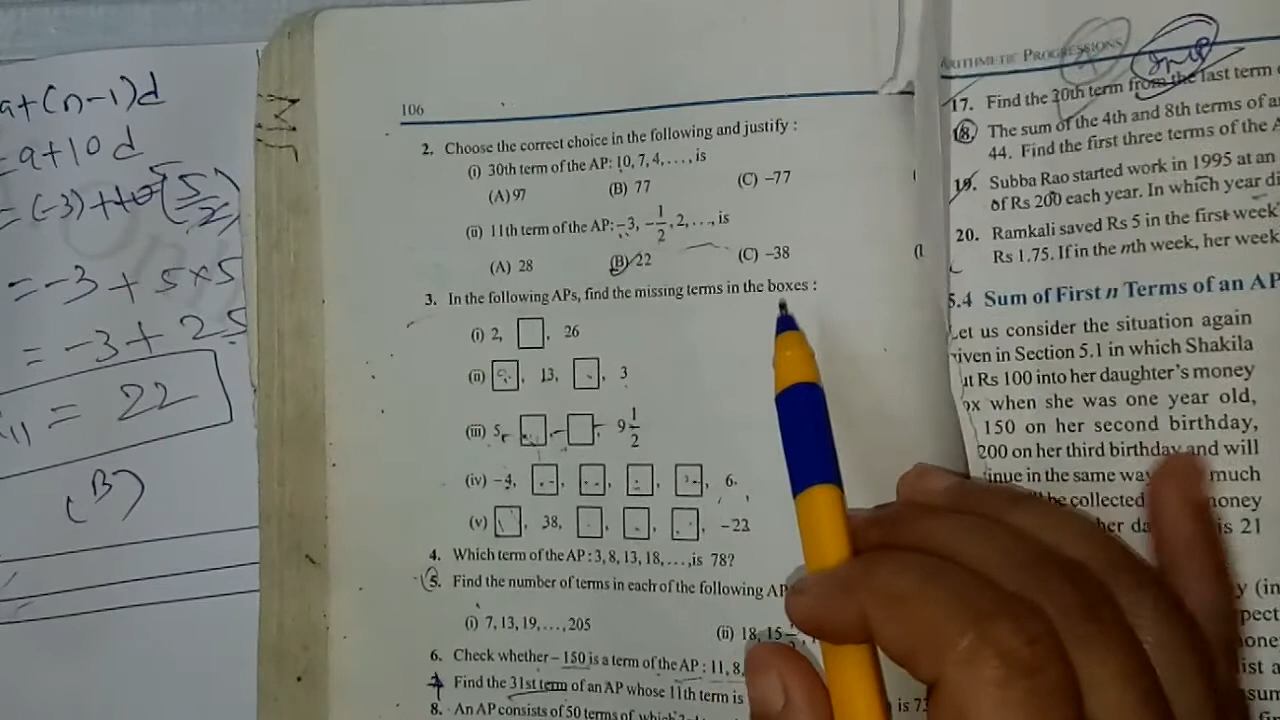 a+(n-1)d
= a+10d
= -3 + 5×5
= -3 + 25
= 22
(B)
106
2. Choose the correct choice in the following and justify :
(i) 30th term of the AP: 10, 7, 4, . . . , is
(A) 97 (B) 77 (C) -77
(ii) 11th term of the AP: -3, -1/2, 2, . . ., is
(A) 28 (B) 22 (C) -38
3. In the following APs, find the missing terms in the boxes :
(i) 2, □, 26
(ii) □, 13, □, 3
(iii) 5, □, □, 9 1/2
(iv) -4, □, □, □, □, 6
(v) □, 38, □, □, □, -22
4. Which term of the AP : 3, 8, 13, 18, . . . ,is 78?
5. Find the number of terms in each of the following AP
(i) 7, 13, 19, . . . , 205 (ii) 18, 15
6. Check whether – 150 is a term of the AP : 11, 8,
7. Find the 31st term of an AP whose 11th term is is 73
8. An AP consists of 50 terms of which
ARITHMETIC PROGRESSIONS
17. Find the 20th term from the last term
18. The sum of the 4th and 8th terms of
44. Find the first three terms of the A
19. Subba Rao started work in 1995 at an
of Rs 200 each year. In which year di
20. Ramkali saved Rs 5 in the first week
Rs 1.75. If in the nth week, her week
5.4 Sum of First n Terms of an AP
Let us consider the situation again
given in Section 5.1 in which Shakila
Rs 100 into her daughter's money
when she was one year old,
150 on her second birthday,
200 on her third birthday and will
in the same way much
be collected money
is 21